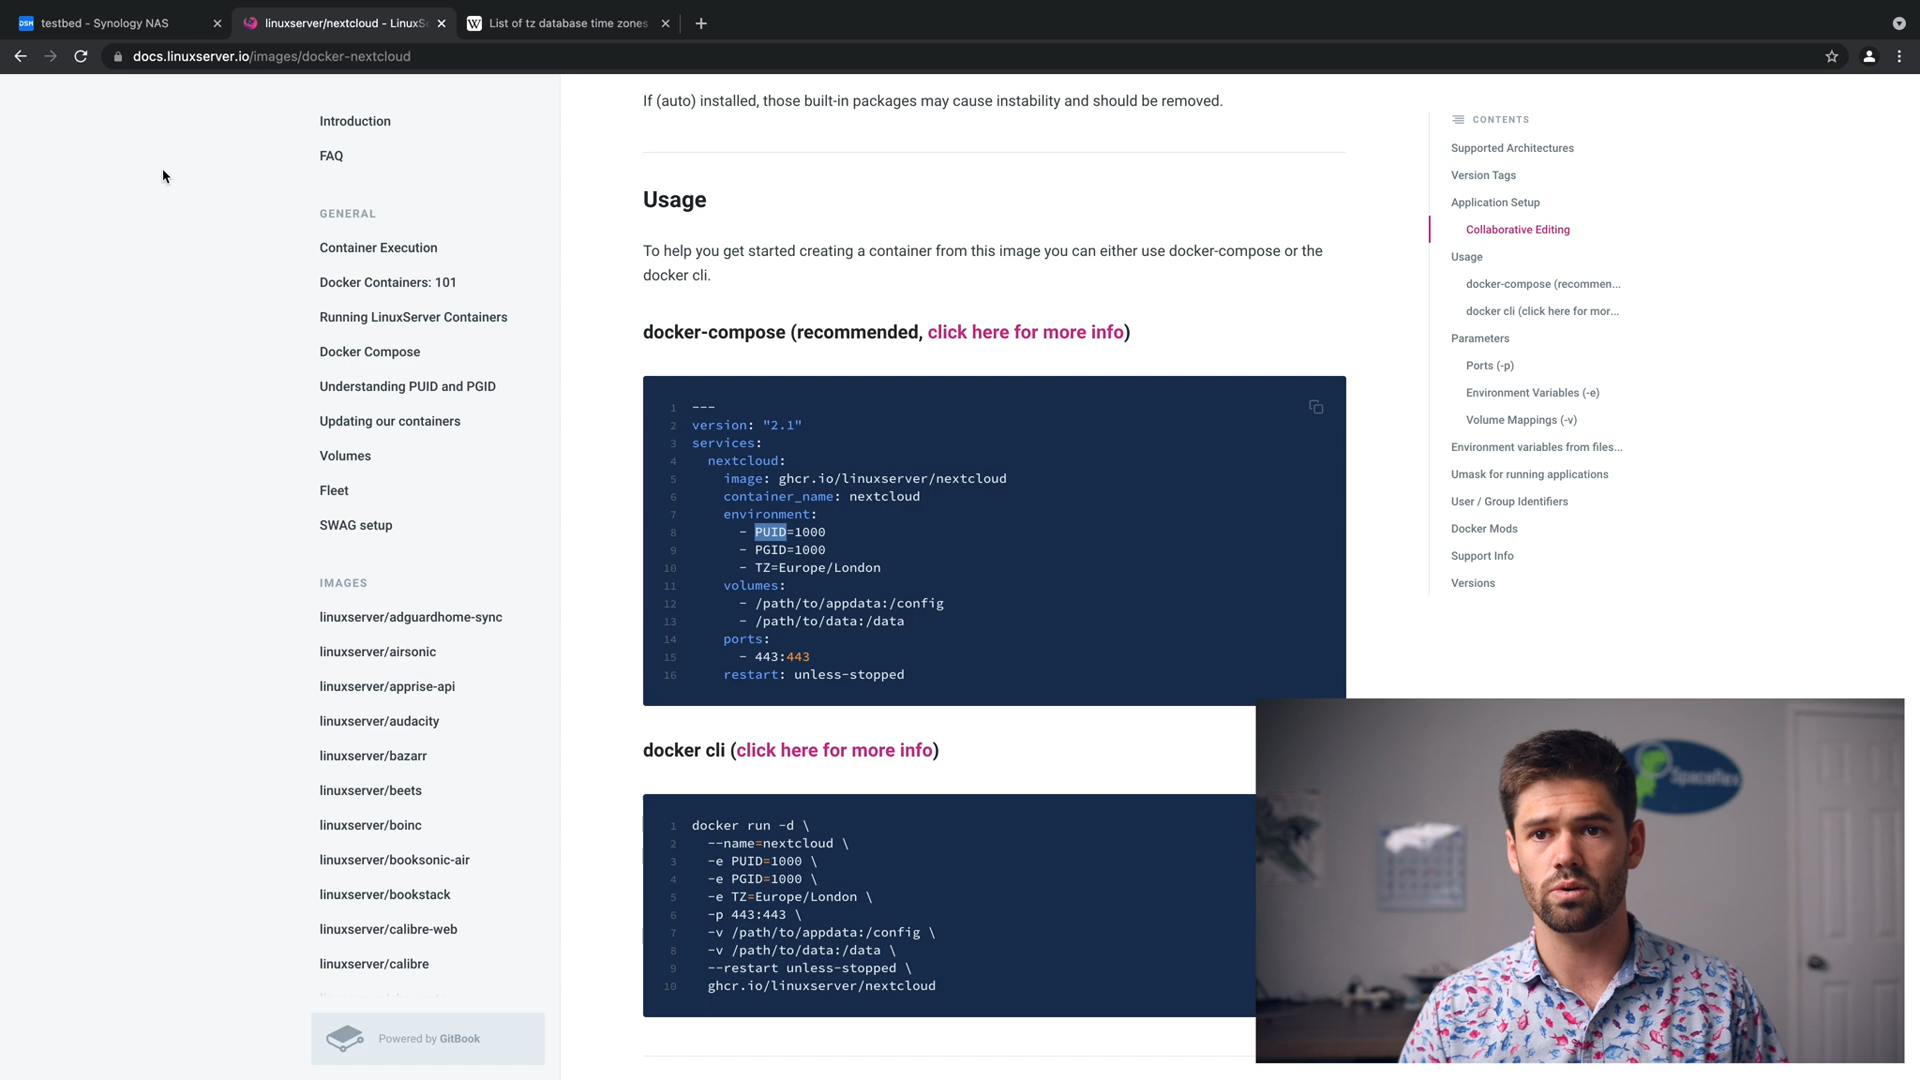 testbed - Synology NAS
linuxserver/nextcloud - LinuxS
List of tz database time zones
docs.linuxserver.io/images/docker-nextcloud
Introduction
FAQ
GENERAL
Container Execution
Docker Containers: 101
Running LinuxServer Containers
Docker Compose
Understanding PUID and PGID
Updating our containers
Volumes
Fleet
SWAG setup
IMAGES
linuxserver/adguardhome-sync
linuxserver/airsonic
linuxserver/apprise-api
linuxserver/audacity
linuxserver/bazarr
linuxserver/beets
linuxserver/boinc
linuxserver/booksonic-air
linuxserver/bookstack
linuxserver/calibre-web
linuxserver/calibre
Powered by GitBook
If (auto) installed, those built-in packages may cause instability and should be removed.
Usage
To help you get started creating a container from this image you can either use docker-compose or the
docker cli.
docker-compose (recommended, click here for more info)
1 ---
2 version: "2.1"
3 services:
4 nextcloud:
5 image: ghcr.io/linuxserver/nextcloud
6 container_name: nextcloud
7 environment:
8 - PUID=1000
9 - PGID=1000
10 - TZ=Europe/London
11 volumes:
12 - /path/to/appdata:/config
13 - /path/to/data:/data
14 ports:
15 - 443:443
16 restart: unless-stopped
docker cli (click here for more info)
1 docker run -d \
2 --name=nextcloud \
3 -e PUID=1000 \
4 -e PGID=1000 \
5 -e TZ=Europe/London \
6 -p 443:443 \
7 -v /path/to/appdata:/config \
8 -v /path/to/data:/data \
9 --restart unless-stopped \
10 ghcr.io/linuxserver/nextcloud
CONTENTS
Supported Architectures
Version Tags
Application Setup
Collaborative Editing
Usage
docker-compose (recommen...
docker cli (click here for mor...
Parameters
Ports (-p)
Environment Variables (-e)
Volume Mappings (-v)
Environment variables from files...
Umask for running applications
User / Group Identifiers
Docker Mods
Support Info
Versions
SpaceRex